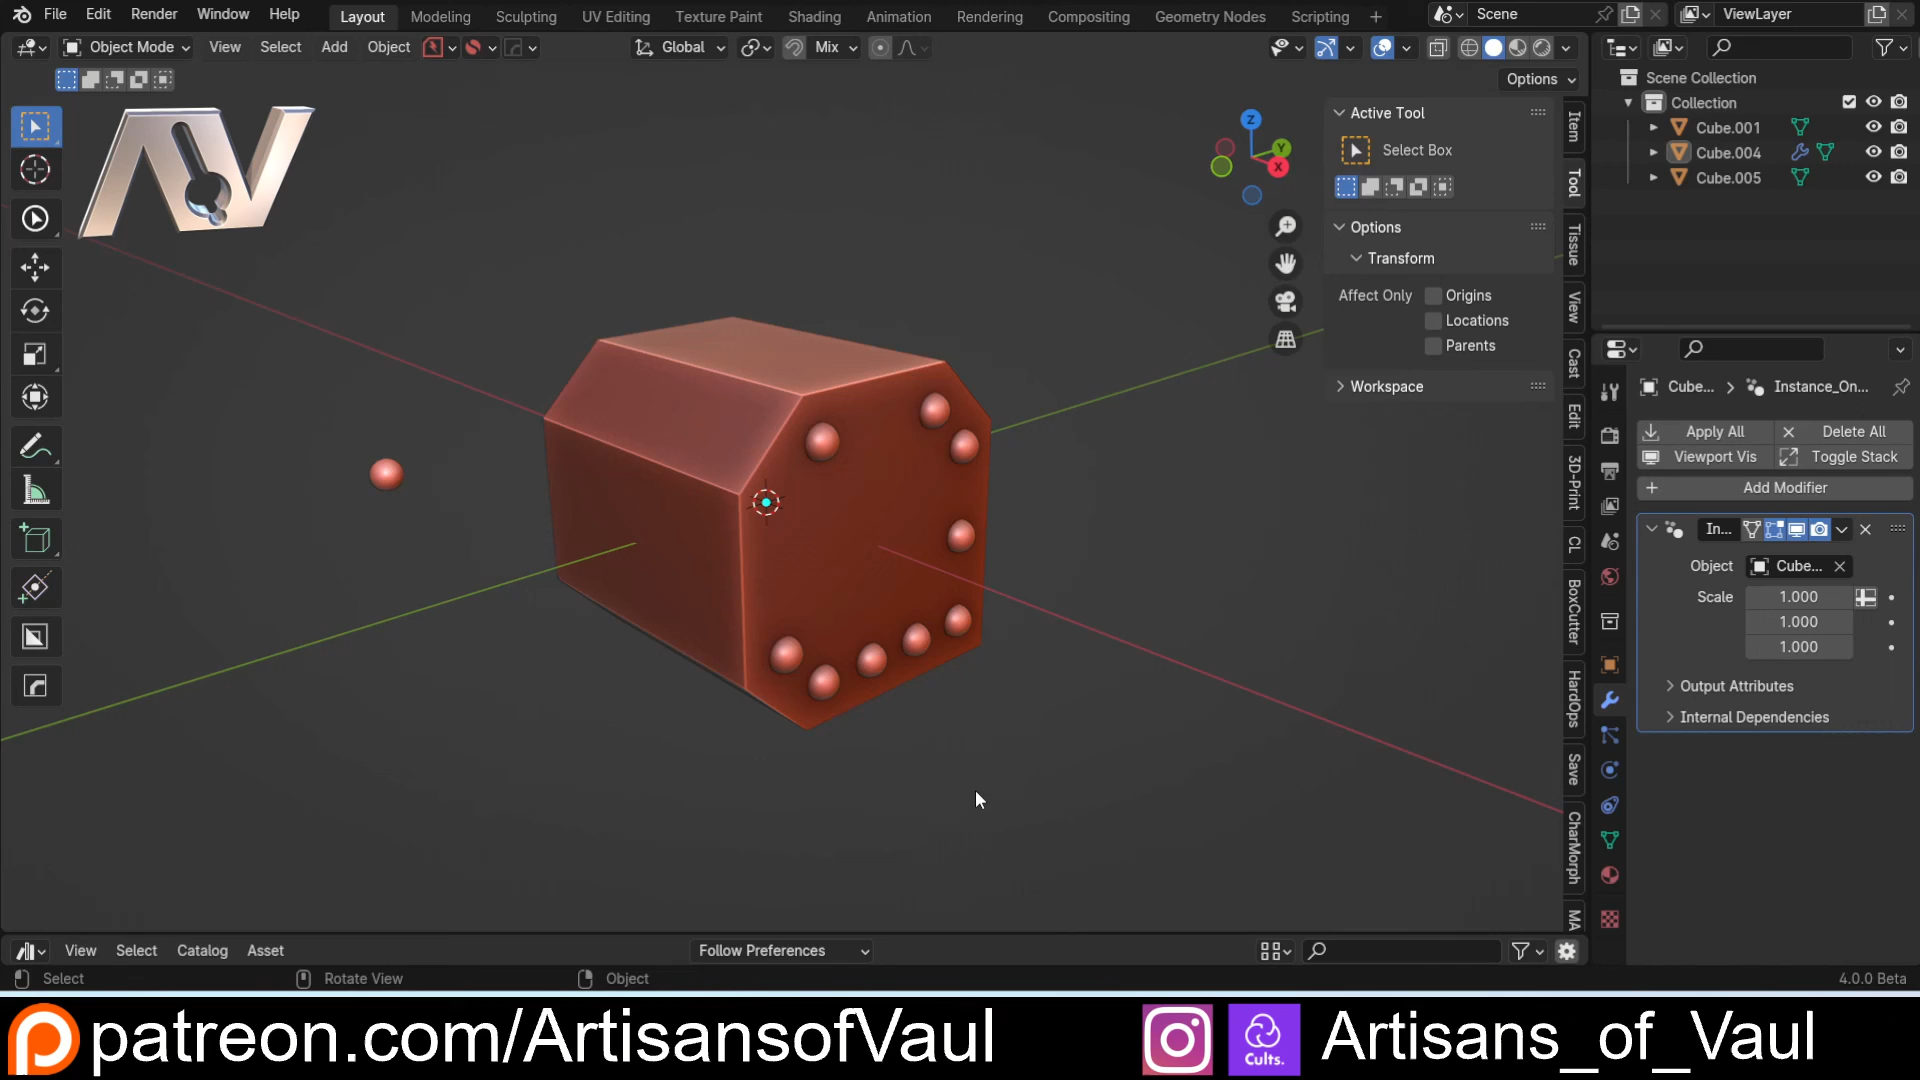 File Edit Render Window Help Layout Modeling Sculpting UV Editing Texture Paint Shading Animation Rendering Compositing Geometry Nodes Scripting + Scene ViewLayer
Object Mode View Select Add Object Global Mix
Options
Scene Collection
Collection
Cube.001
Cube.004
Cube.005
AV
Z
Y
X
Active Tool
Select Box
Options
Transform
Affect Only Origins
Locations
Parents
Workspace
Item
Tool
Tissue
View
Cast
Edit
3D-Print
CL
BoxCutter
HardOps
Save
CharMorph
MA
Cube... Instance_On...
Apply All Delete All
Viewport Vis Toggle Stack
Add Modifier
In...
Object Cube...
Scale 1.000
1.000
1.000
Output Attributes
Internal Dependencies
View Select Catalog Asset Follow Preferences
Select Rotate View Object 4.0.0 Beta
patreon.com/ArtisansofVaul Cults. Artisans_of_Vaul